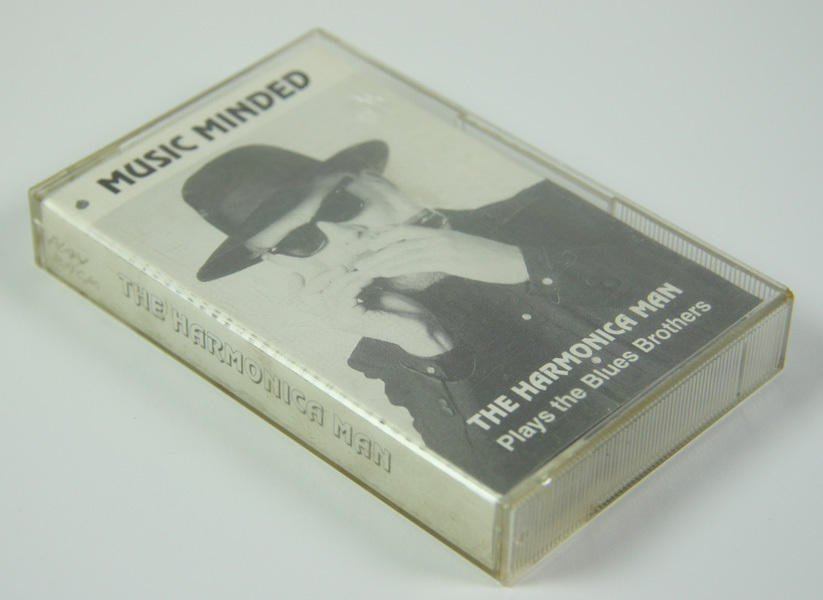 MUSIC MINDED
THE HARMONICA MAN
Plays the Blues Brothers
THE HARMONICA MAN